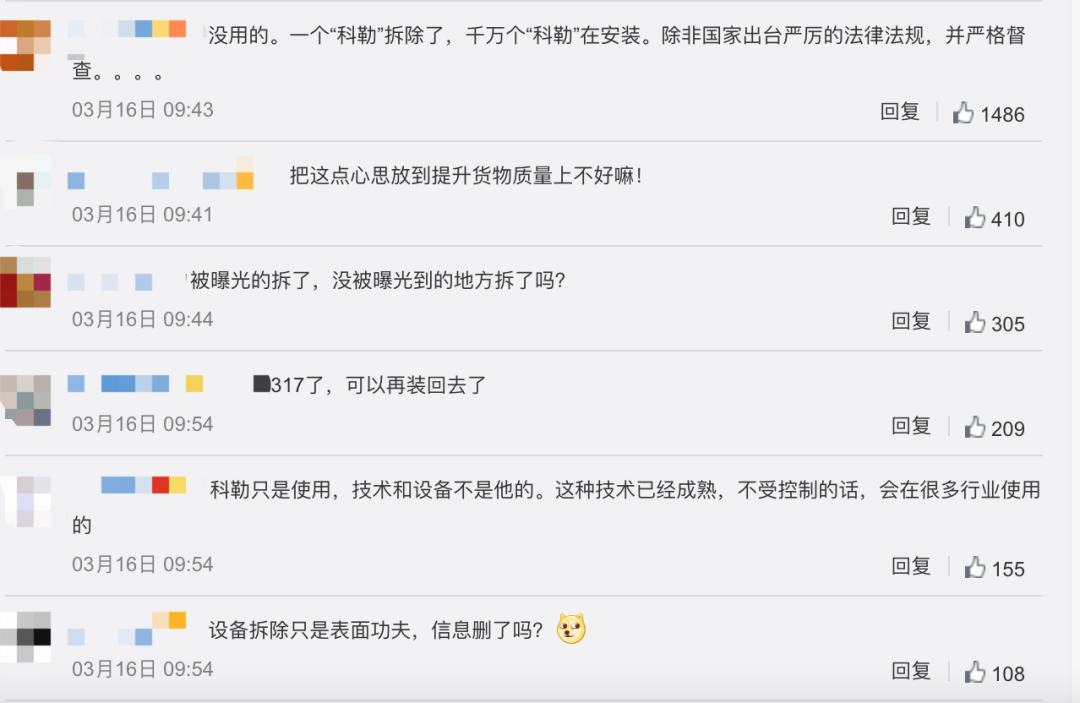 没用的。一个“科勒”拆除了，千万个“科勒”在安装。除非国家出台严厉的法律法规，并严格督
查。。。。
03月16日 09:43
回复 1486
把这点心思放到提升货物质量上不好嘛！
03月16日 09:41
回复 410
被曝光的拆了，没被曝光到的地方拆了吗？
03月16日 09:44
回复 305
317了，可以再装回去了
03月16日 09:54
回复 209
科勒只是使用，技术和设备不是他的。这种技术已经成熟，不受控制的话，会在很多行业使用
的
03月16日 09:54
回复 155
设备拆除只是表面功夫，信息删了吗？
03月16日 09:54
回复 108